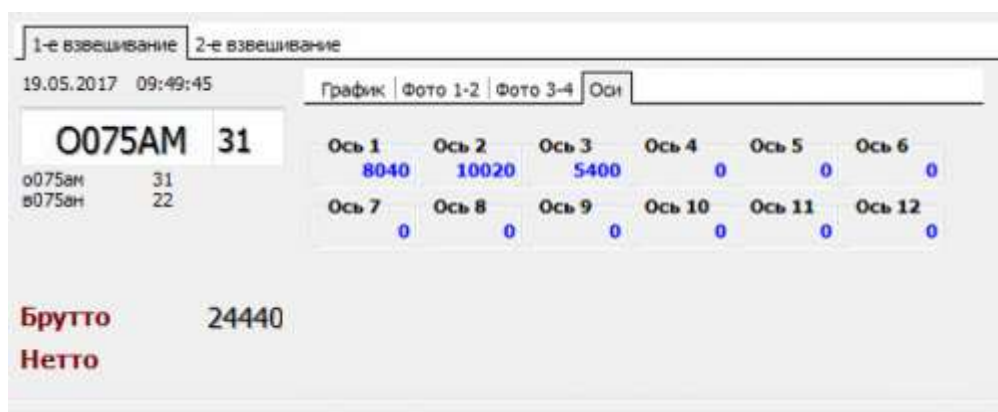 1-е взвешивание 2-е взвешивание
19.05.2017 09:49:45
График Фото 1-2 Фото 3-4 Оси
О075АМ 31
о075ам 31
в075ан 22
Ось 1 Ось 2 Ось 3 Ось 4 Ось 5 Ось 6
8040 10020 5400 0 0 0
Ось 7 Ось 8 Ось 9 Ось 10 Ось 11 Ось 12
0 0 0 0 0 0
Брутто 24440
Нетто